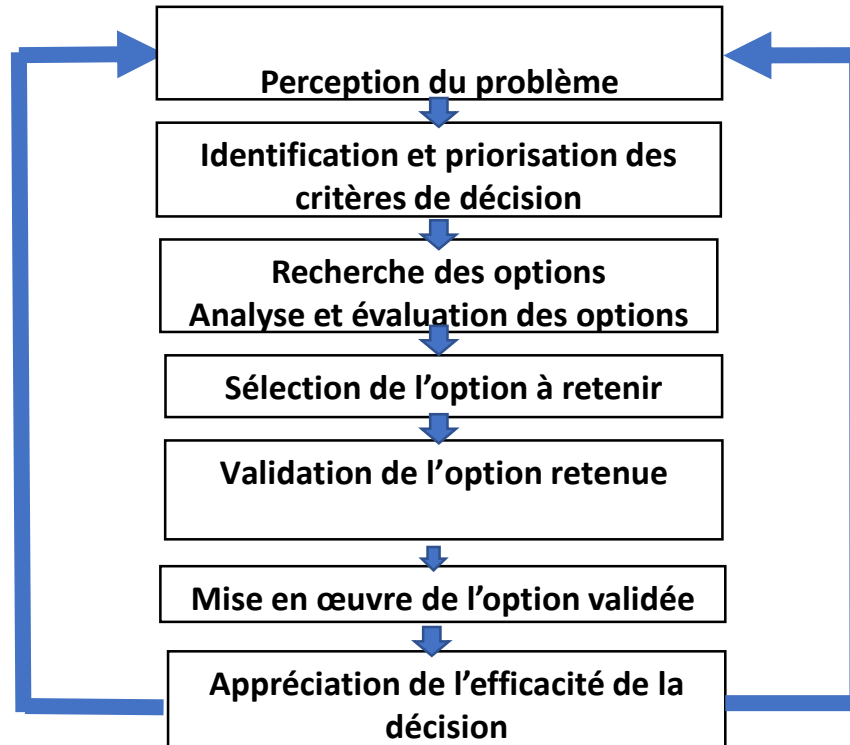 Perception du problème
Identification et priorisation des
critères de décision
Recherche des options
Analyse et évaluation des options
Sélection de l’option à retenir
Validation de l’option retenue
Mise en œuvre de l’option validée
Appréciation de l’efficacité de la
décision